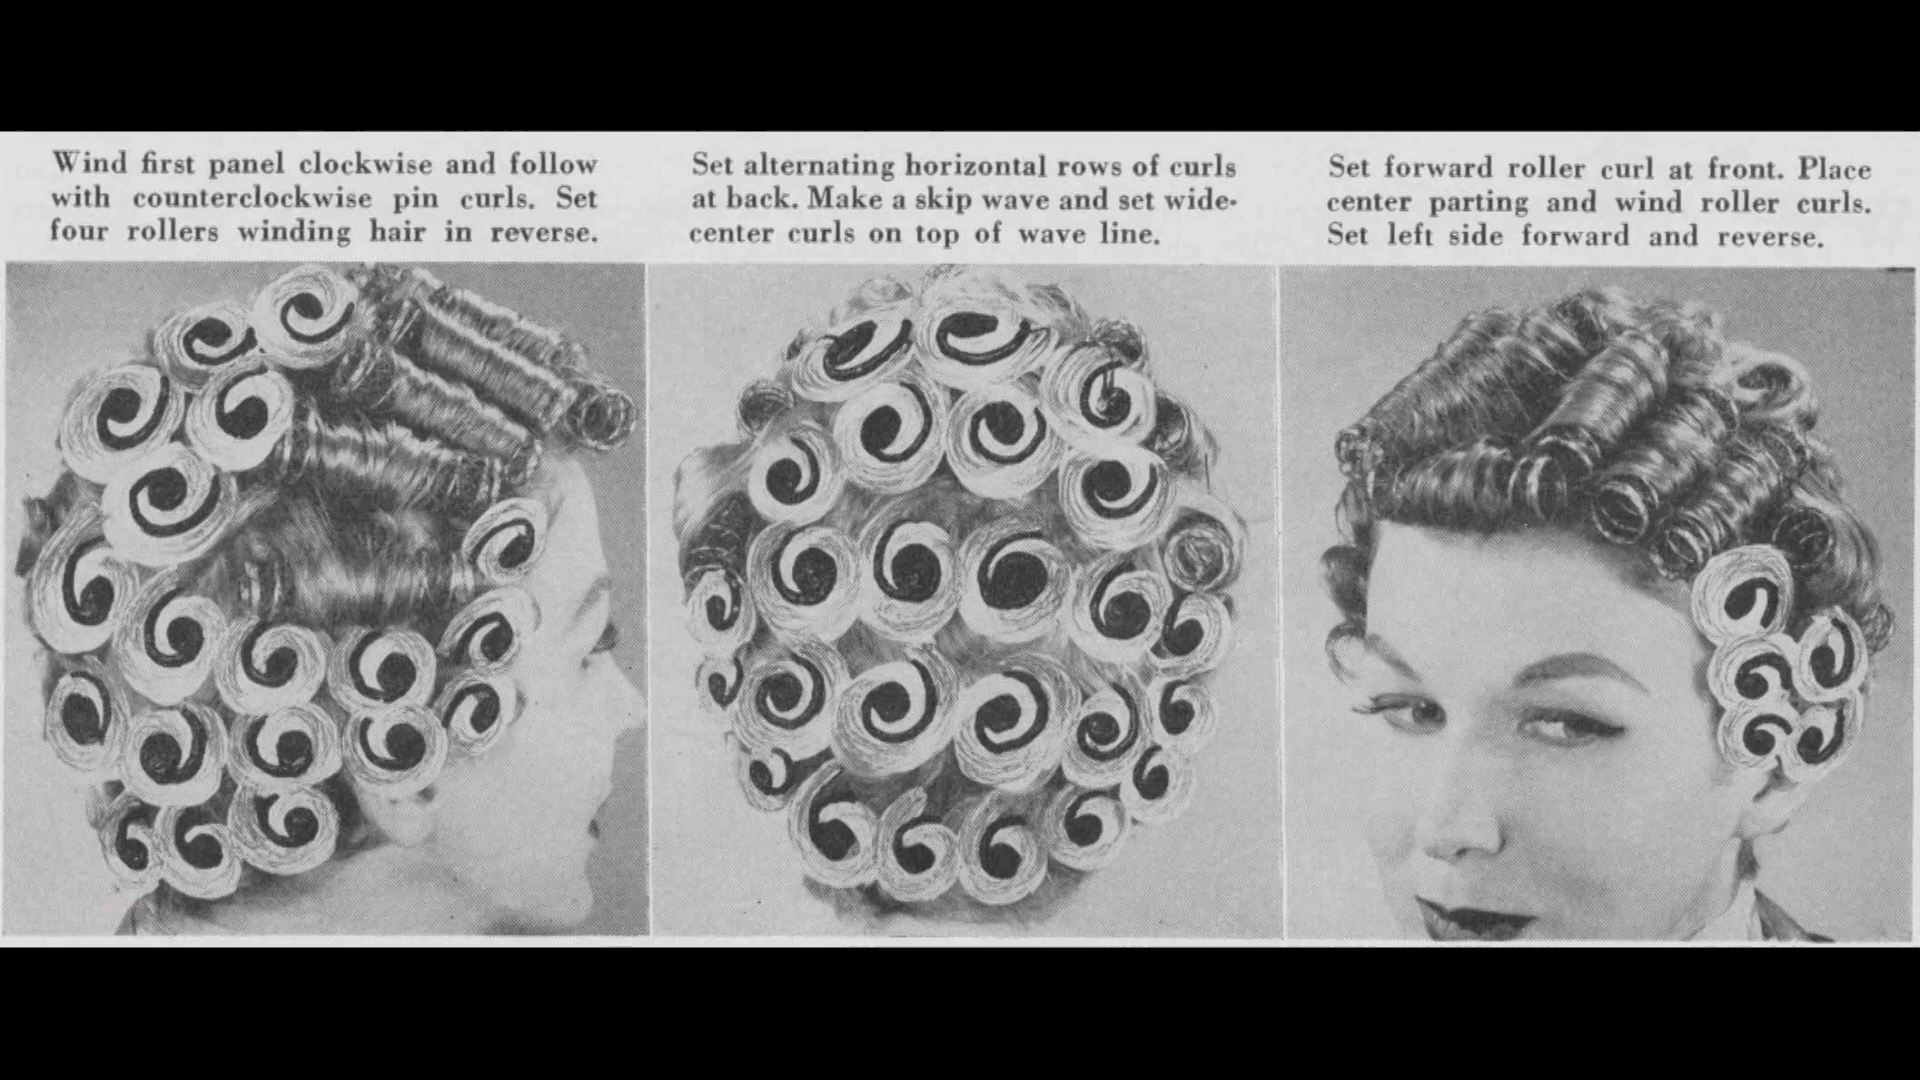 Wind first panel clockwise and follow
with counterclockwise pin curls. Set
four rollers winding hair in reverse.
Set alternating horizontal rows of curls
at back. Make a skip wave and set wide-
center curls on top of wave line.
Set forward roller curl at front. Place
center parting and wind roller curls.
Set left side forward and reverse.